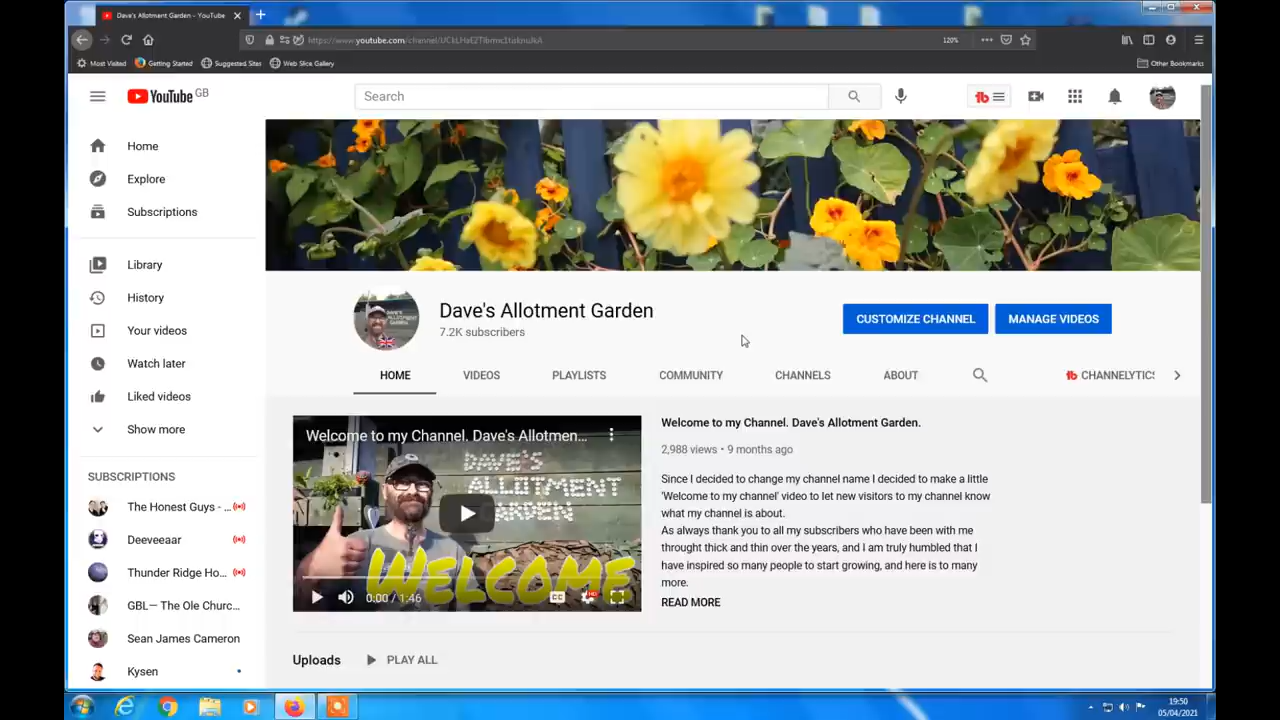 Dave's Allotment Garden - YouTube
120%
Most Visited Getting Started Suggested Sites Web Slice Gallery Other Bookmarks
YouTube GB
Search
Home
Explore
Subscriptions
Library
History
Your videos
Watch later
Liked videos
Show more
SUBSCRIPTIONS
The Honest Guys - ...
Deeveeaar
Thunder Ridge Ho...
GBL— The Ole Churc...
Sean James Cameron
Kysen
Dave's Allotment Garden
7.2K subscribers
CUSTOMIZE CHANNEL MANAGE VIDEOS
HOME VIDEOS PLAYLISTS COMMUNITY CHANNELS ABOUT CHANNELYTICS
Welcome to my Channel. Dave's Allotmen...
DAVE'S
ALLOTMENT
GARDEN
WELCOME
0:00 / 1:46
CC
HD
Welcome to my Channel. Dave's Allotment Garden.
2,988 views • 9 months ago
Since I decided to change my channel name I decided to make a little
'Welcome to my channel' video to let new visitors to my channel know
what my channel is about.
As always thank you to all my subscribers who have been with me
throught thick and thin over the years, and I am truly humbled that I
have inspired so many people to start growing, and here is to many
more.
READ MORE
Uploads PLAY ALL
19:50
05/04/2021